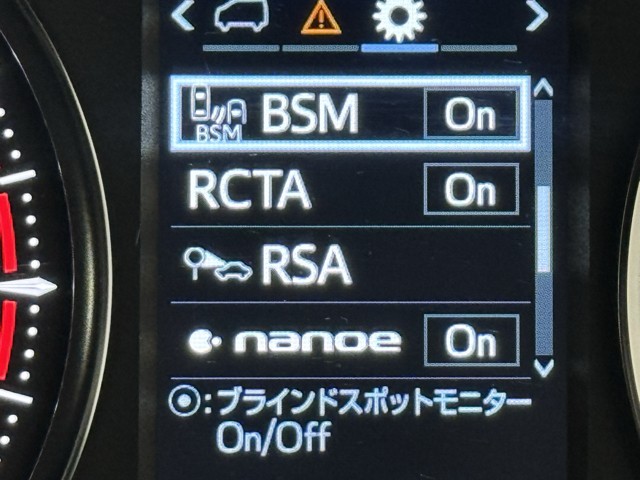 BSM BSM On
RCTA On
RSA
nanoe On
:ブラインドスポットモニター
On/Off